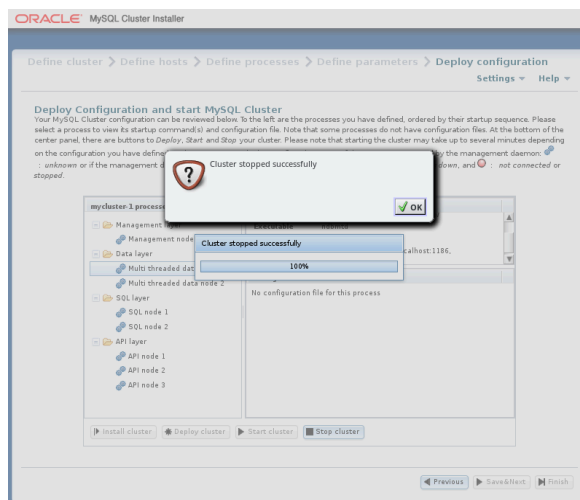 ORACLE MySQL Cluster Installer
Define cluster > Define hosts > Define processes > Define parameters > Deploy configuration
Settings Help
Deploy Configuration and start MySQL Cluster
Your MySQL Cluster configuration can be reviewed below. To the left are the processes you have defined, ordered by their startup sequence. Please
select a process to view its startup command(s) and configuration file. Note that some processes do not have configuration files. At the bottom of the
center panel, there are buttons to Deploy, Start and Stop your cluster. Please note that starting the cluster may take up to several minutes depending
on the configuration you have define by the management daemon:
: unknown or if the management d down, and : not connected or
stopped.
Cluster stopped successfully
OK
mycluster-1 processe
Management layer
Executable
Management node
Cluster stopped successfully
calhost:1186,
Data layer
100%
Multi threaded dat
Multi threaded data node 2
No configuration file for this process
SQL layer
SQL node 1
SQL node 2
API layer
API node 1
API node 2
API node 3
Install cluster Deploy cluster Start cluster Stop cluster
Previous Save&Next Finish